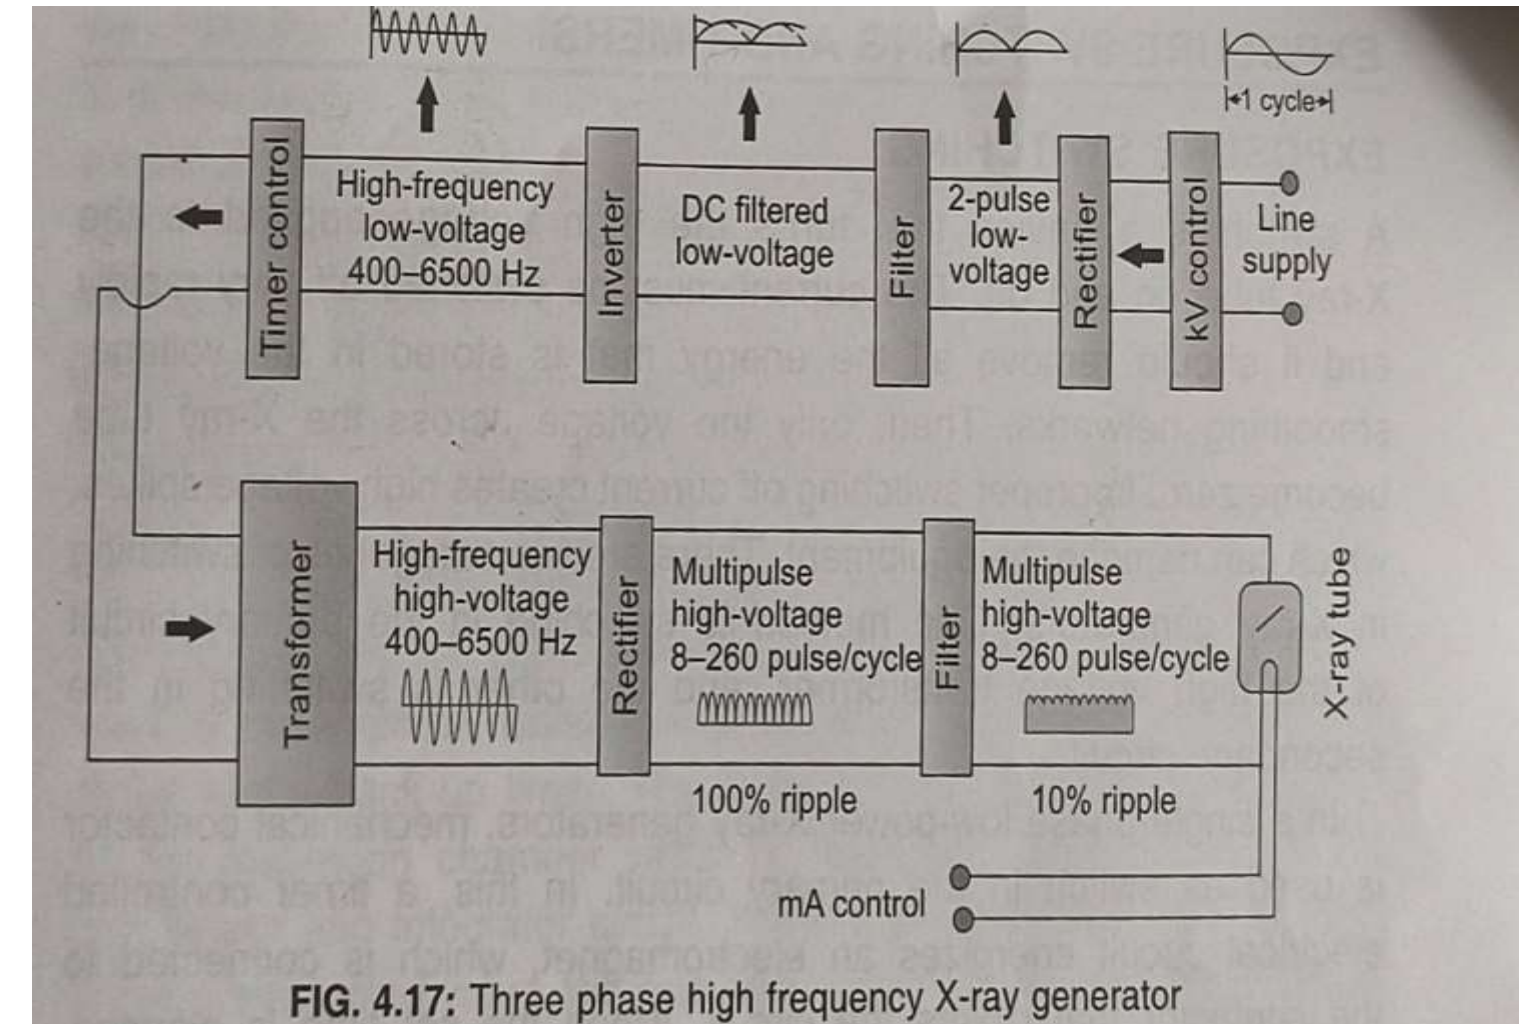 1 cycle
Timer control
High-frequency
low-voltage
400–6500 Hz
Inverter
DC filtered
low-voltage
Filter
2-pulse
low-
voltage
Rectifier
kV control
Line
supply
Transformer
High-frequency
high-voltage
400–6500 Hz
Rectifier
Multipulse
high-voltage
8–260 pulse/cycle
Filter
Multipulse
high-voltage
8–260 pulse/cycle
X-ray tube
100% ripple
10% ripple
mA control
FIG. 4.17: Three phase high frequency X-ray generator